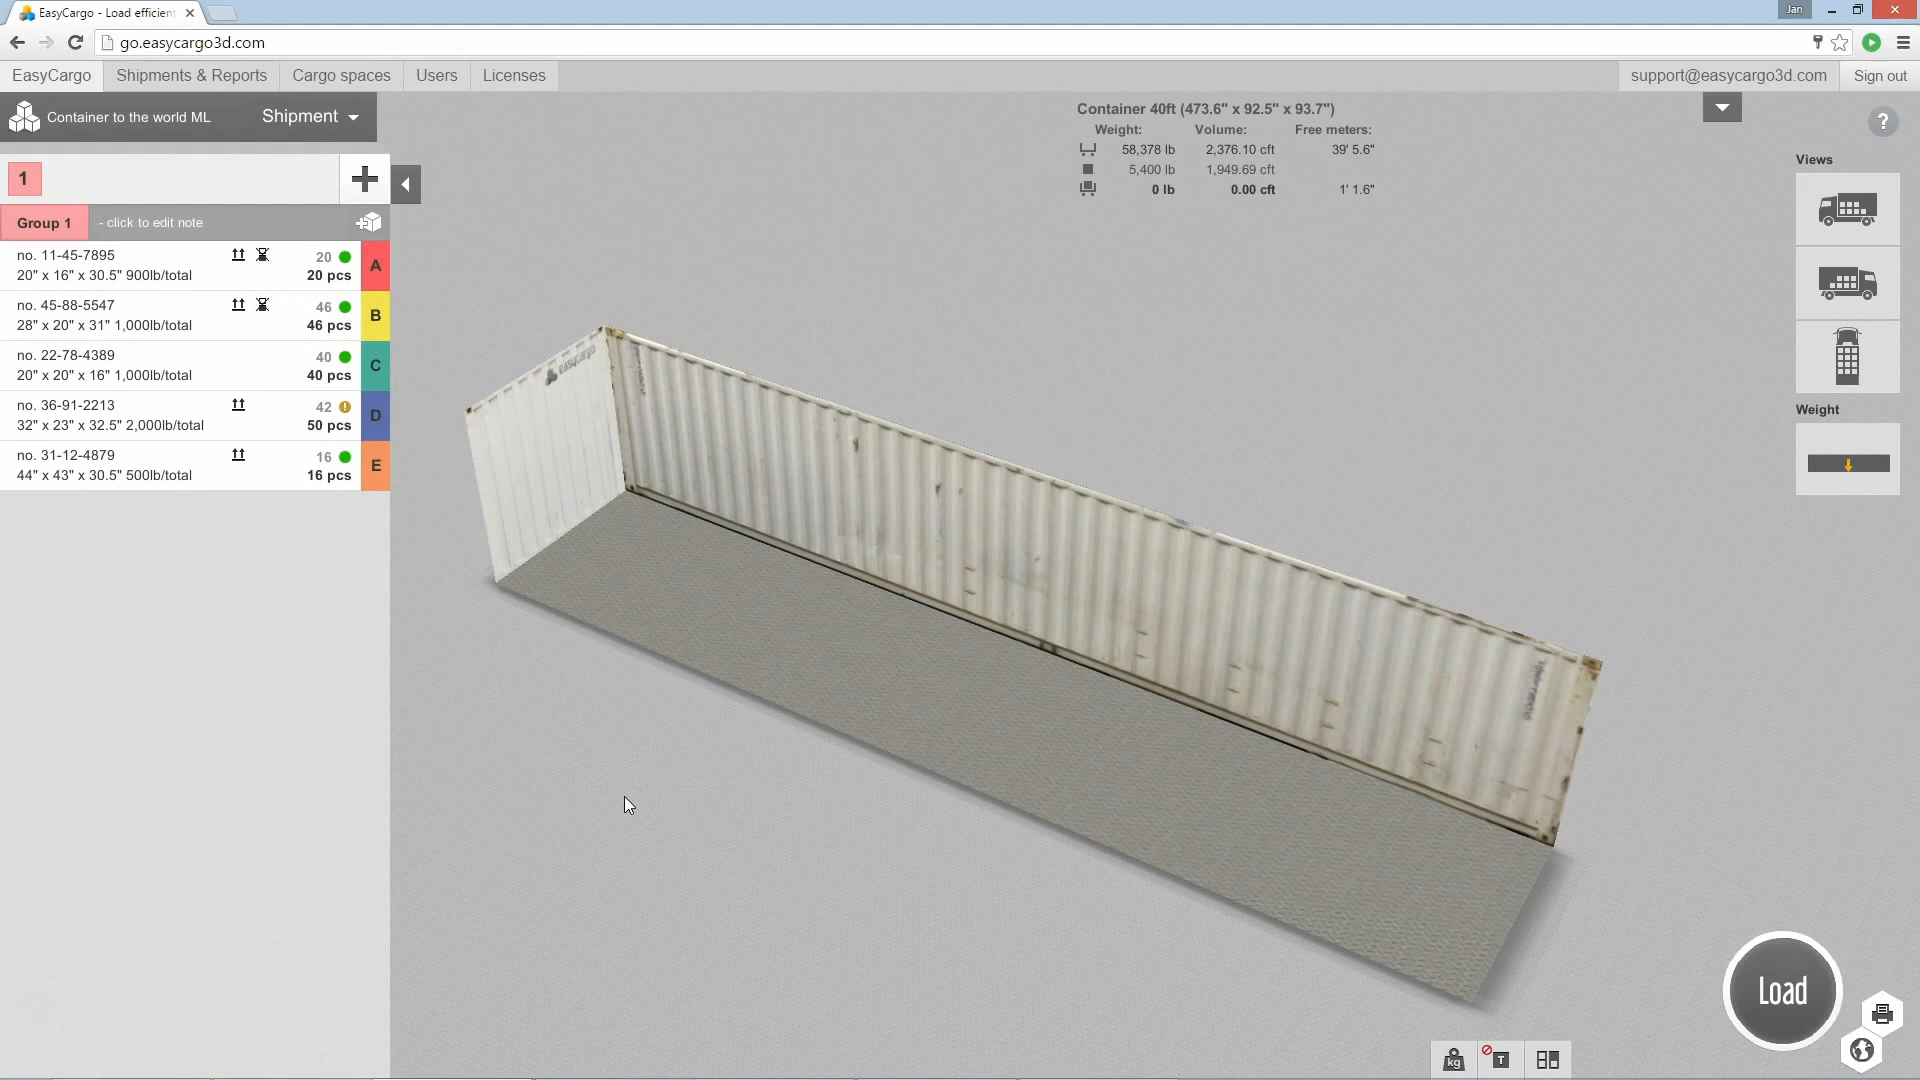 EasyCargo - Load efficient
Jan
go.easycargo3d.com
EasyCargo
Shipments & Reports
Cargo spaces
Users
Licenses
support@easycargo3d.com
Sign out
Container to the world ML
Shipment
Container 40ft (473.6" x 92.5" x 93.7")
Weight: Volume: Free meters:
58,378 lb 2,376.10 cft 39' 5.6"
5,400 lb 1,949.69 cft
0 lb 0.00 cft 1' 1.6"
?
1
Group 1 - click to edit note
no. 11-45-7895 20
20" x 16" x 30.5" 900lb/total 20 pcs
A
no. 45-88-5547 46
28" x 20" x 31" 1,000lb/total 46 pcs
B
no. 22-78-4389 40
20" x 20" x 16" 1,000lb/total 40 pcs
C
no. 36-91-2213 42
32" x 23" x 32.5" 2,000lb/total 50 pcs
D
no. 31-12-4879 16
44" x 43" x 30.5" 500lb/total 16 pcs
E
easycargo
Views
Weight
Load
kg
T